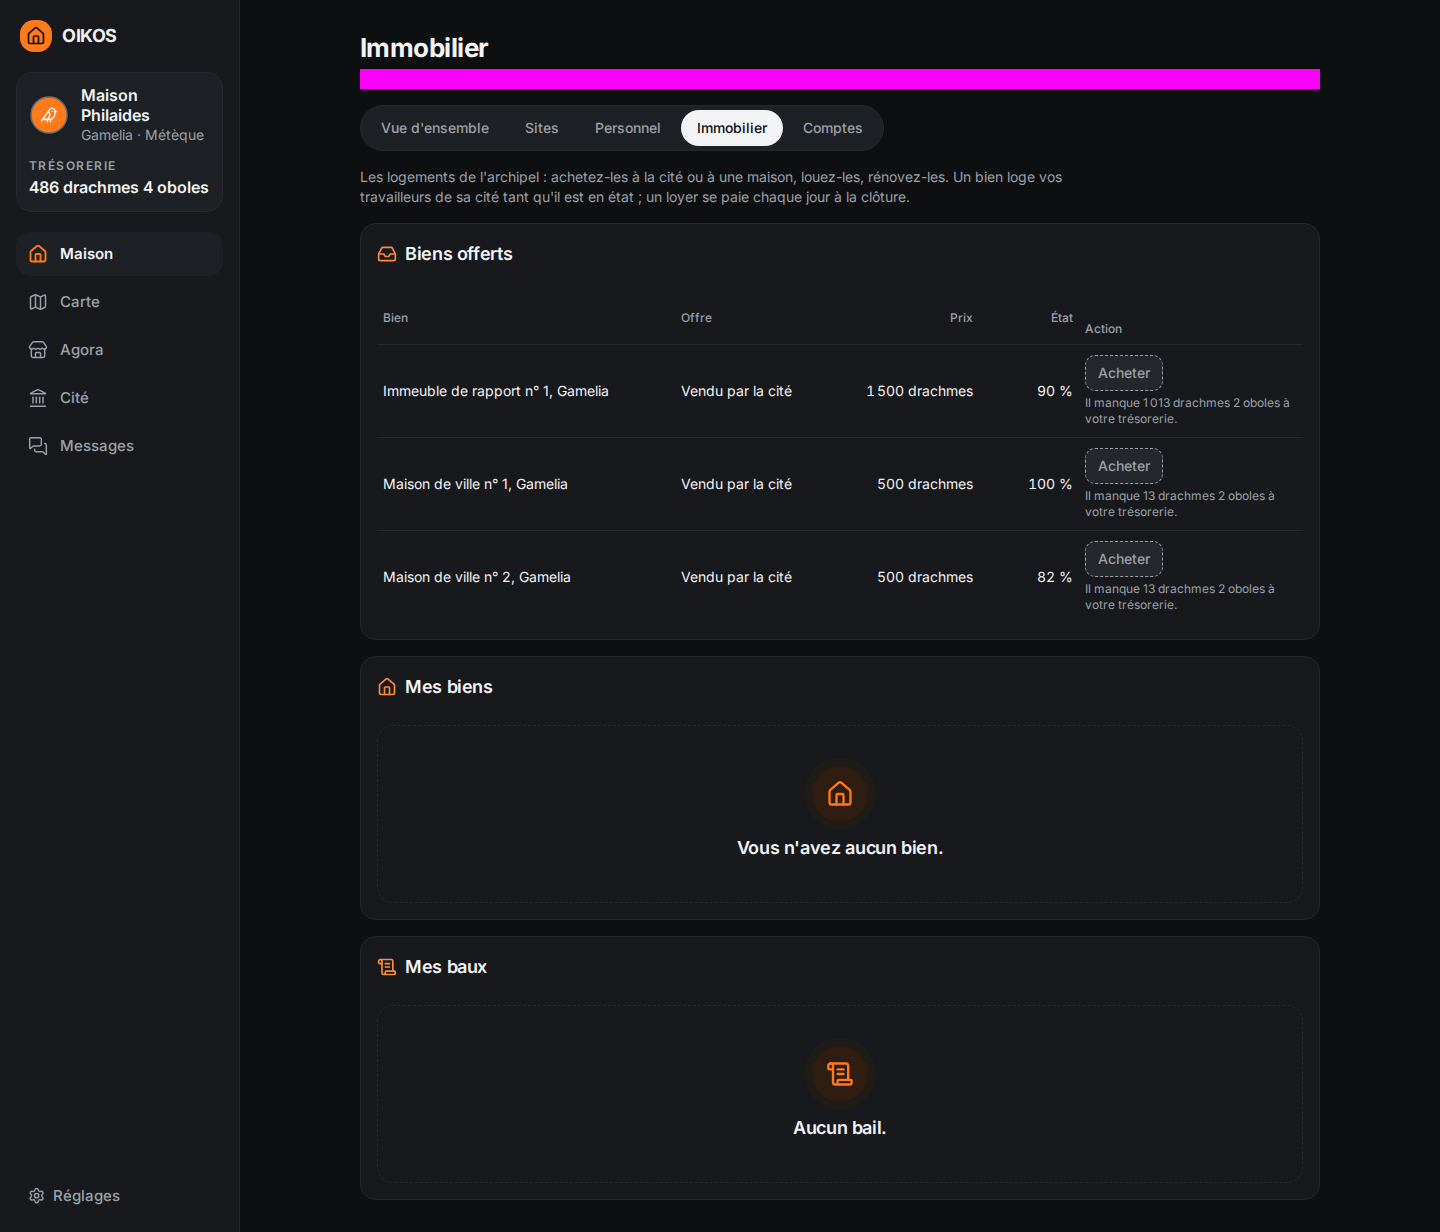 OIKOS
Maison
Philaides
Gamelia · Métèque
TRÉSORERIE
486 drachmes 4 oboles
Maison
Carte
Agora
Cité
Messages
Réglages
Immobilier
Vue d'ensemble Sites Personnel Immobilier Comptes
Les logements de l'archipel : achetez-les à la cité ou à une maison, louez-les, rénovez-les. Un bien loge vos
travailleurs de sa cité tant qu'il est en état ; un loyer se paie chaque jour à la clôture.
Biens offerts
Bien Offre Prix État Action
Immeuble de rapport n° 1, Gamelia Vendu par la cité 1 500 drachmes 90 % Acheter
Il manque 1 013 drachmes 2 oboles à
votre trésorerie.
Maison de ville n° 1, Gamelia Vendu par la cité 500 drachmes 100 % Acheter
Il manque 13 drachmes 2 oboles à
votre trésorerie.
Maison de ville n° 2, Gamelia Vendu par la cité 500 drachmes 82 % Acheter
Il manque 13 drachmes 2 oboles à
votre trésorerie.
Mes biens
Vous n'avez aucun bien.
Mes baux
Aucun bail.